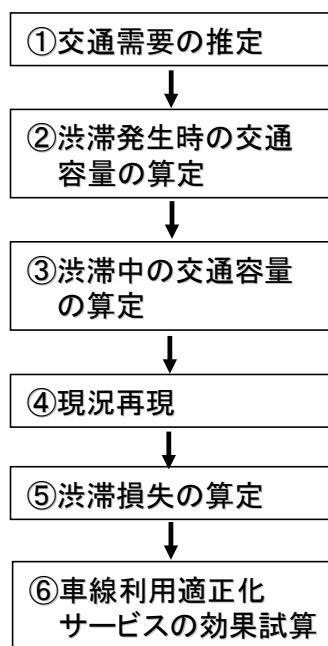 ①交通需要の推定
②渋滞発生時の交通
容量の算定
③渋滞中の交通容量
の算定
④現況再現
⑤渋滞損失の算定
⑥車線利用適正化
サービスの効果試算